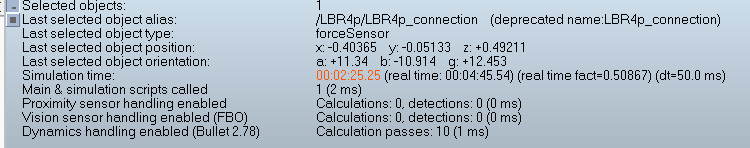 Selected objects: 1
Last selected object alias: /LBR4p/LBR4p_connection (deprecated name:LBR4p_connection)
Last selected object type: forceSensor
Last selected object position: x: -0.40365 y: -0.05133 z: +0.49211
Last selected object orientation: a: +11.34 b: -10.914 g: +12.453
Simulation time: 00:02:25.25 (real time: 00:04:45.54) (real time fact=0.50867) (dt=50.0 ms)
Main & simulation scripts called 1 (2 ms)
Proximity sensor handling enabled Calculations: 0, detections: 0 (0 ms)
Vision sensor handling enabled (FBO) Calculations: 0, detections: 0 (0 ms)
Dynamics handling enabled (Bullet 2.78) Calculation passes: 10 (1 ms)